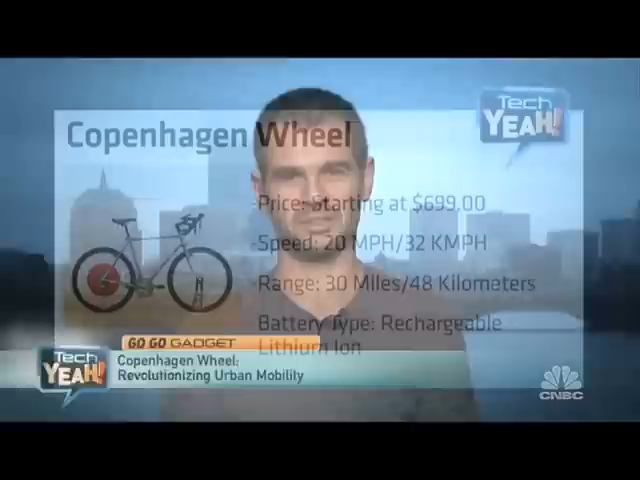 Tech
YEAH!
Copenhagen Wheel
-Price: Starting at $699.00
-Speed: 20 MPH/32 KMPH
Range: 30 Miles/48 Kilometers
Battery Type: Rechargeable
Lithium Ion
GO GO GADGET
Tech
YEAH!
Copenhagen Wheel:
Revolutionizing Urban Mobility
CNBC